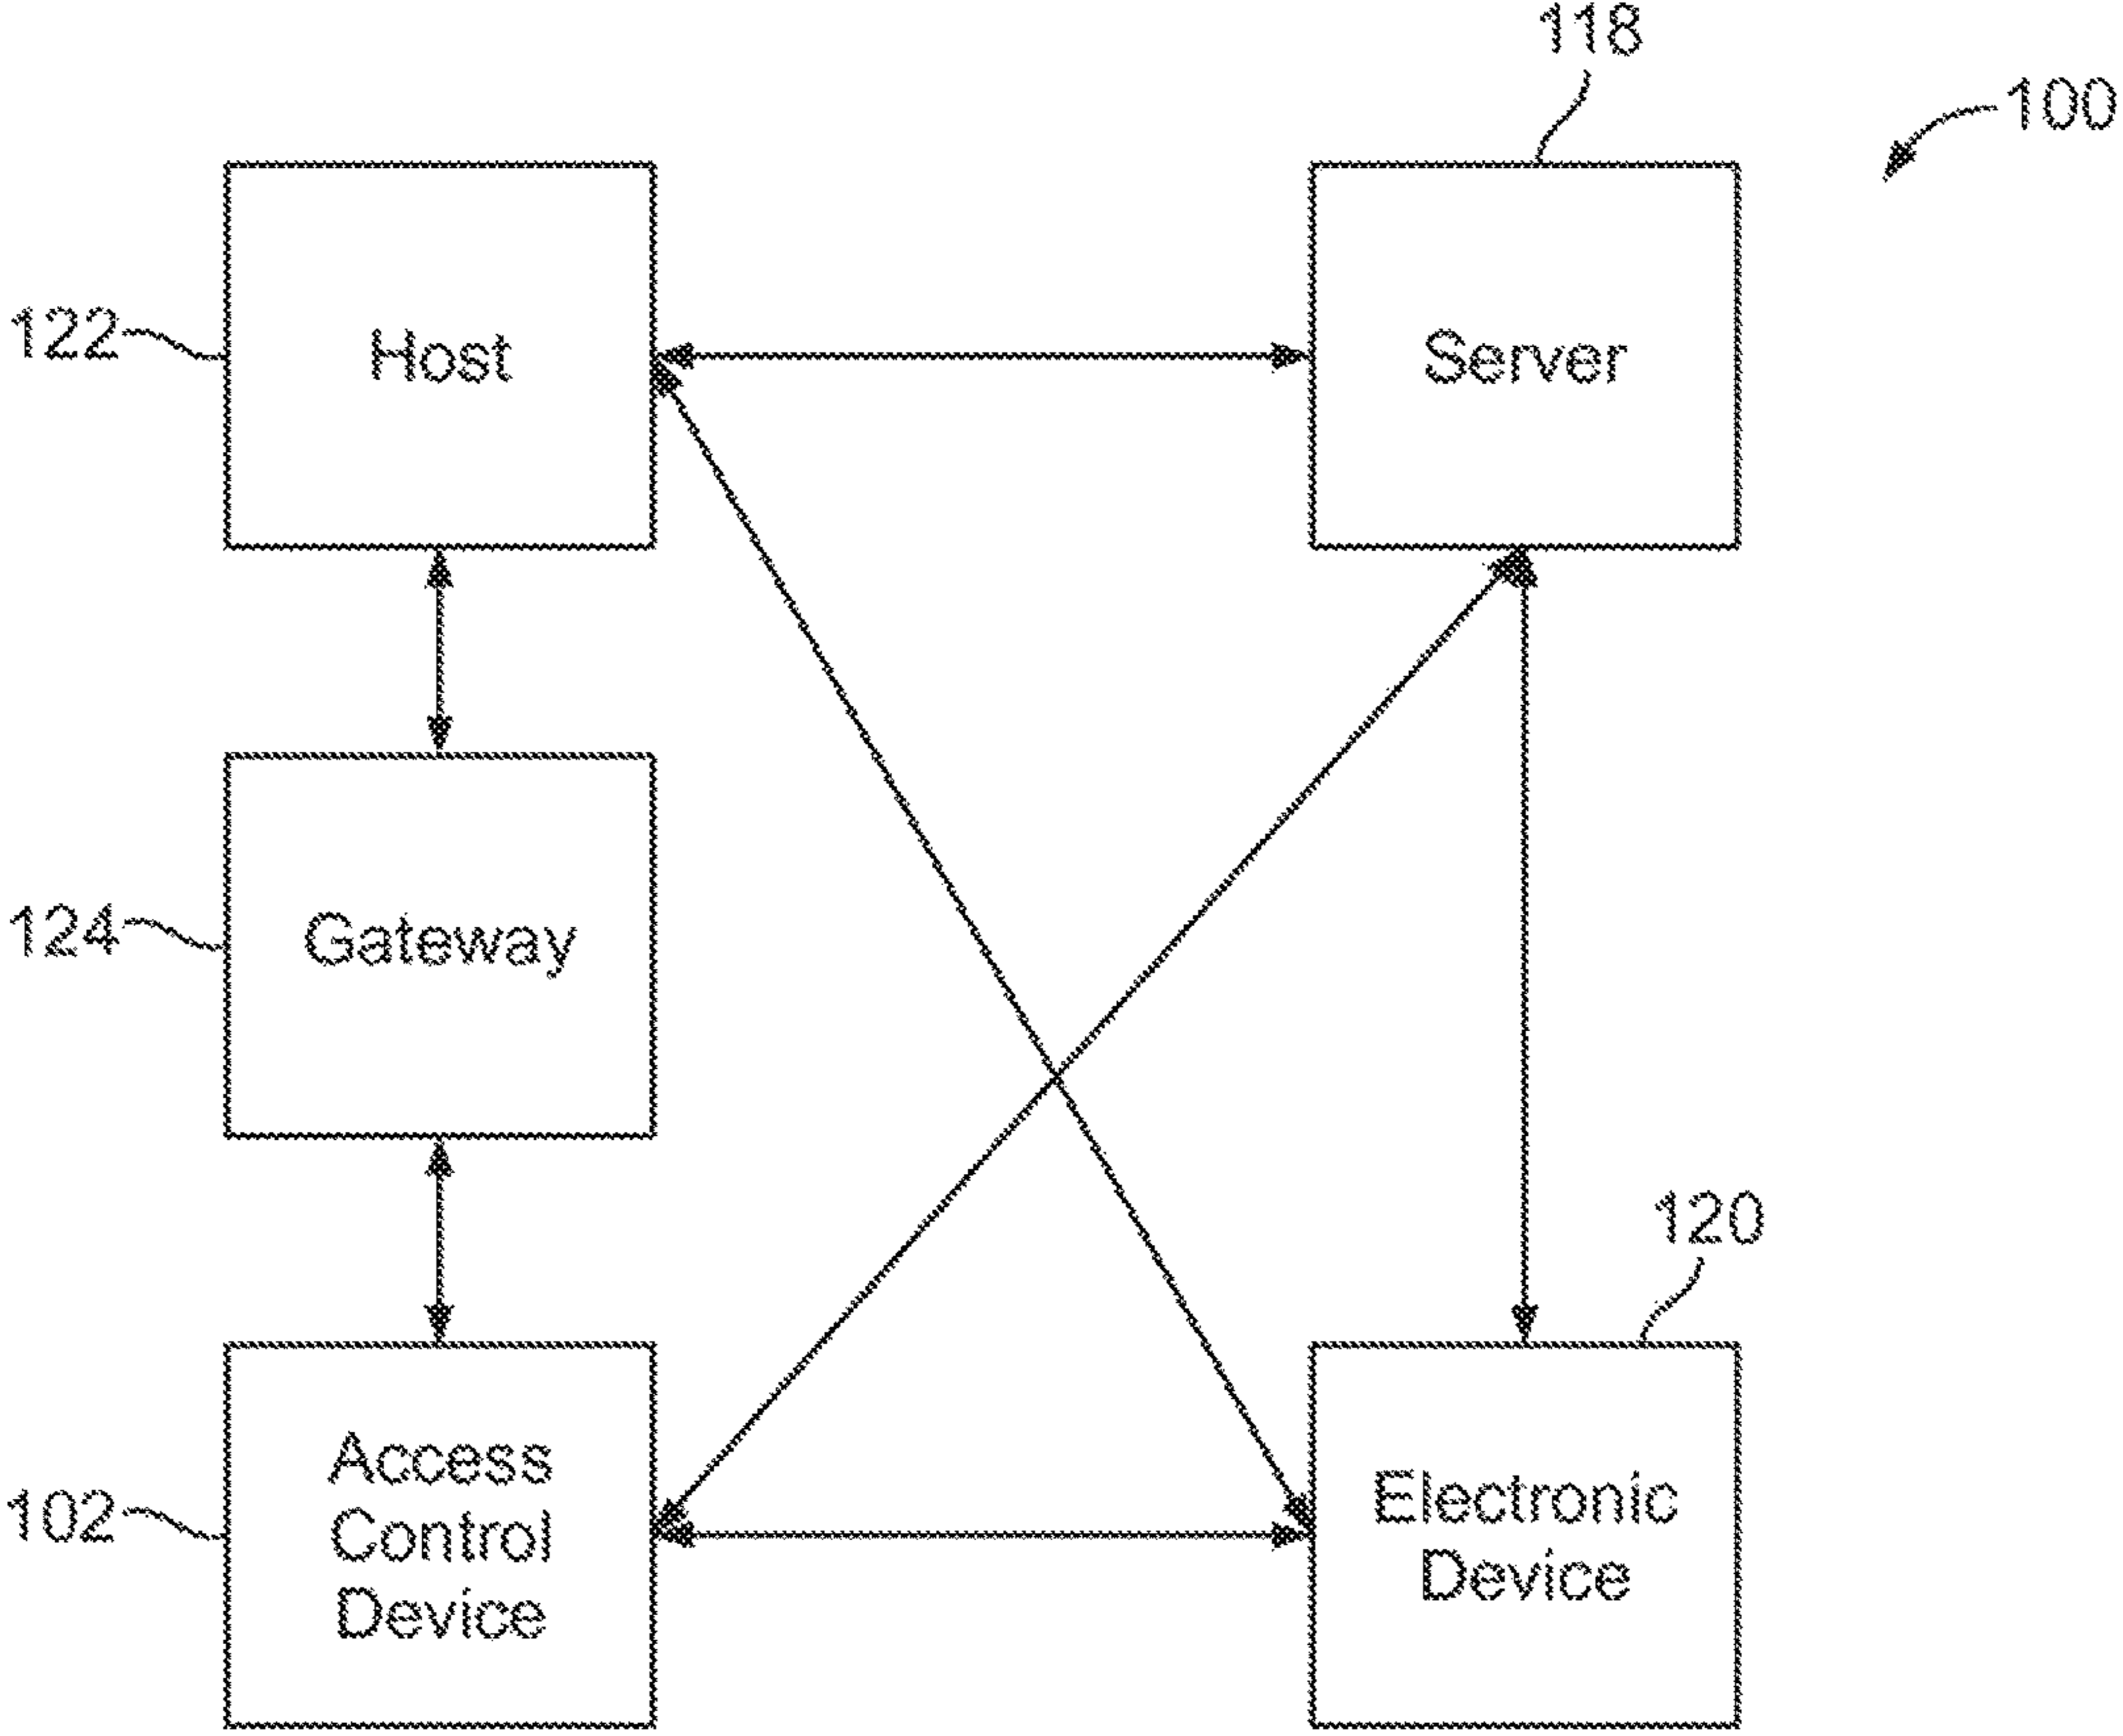 118
100
122
Host
Server
124
Gateway
120
102
Access
Control
Device
Electronic
Device